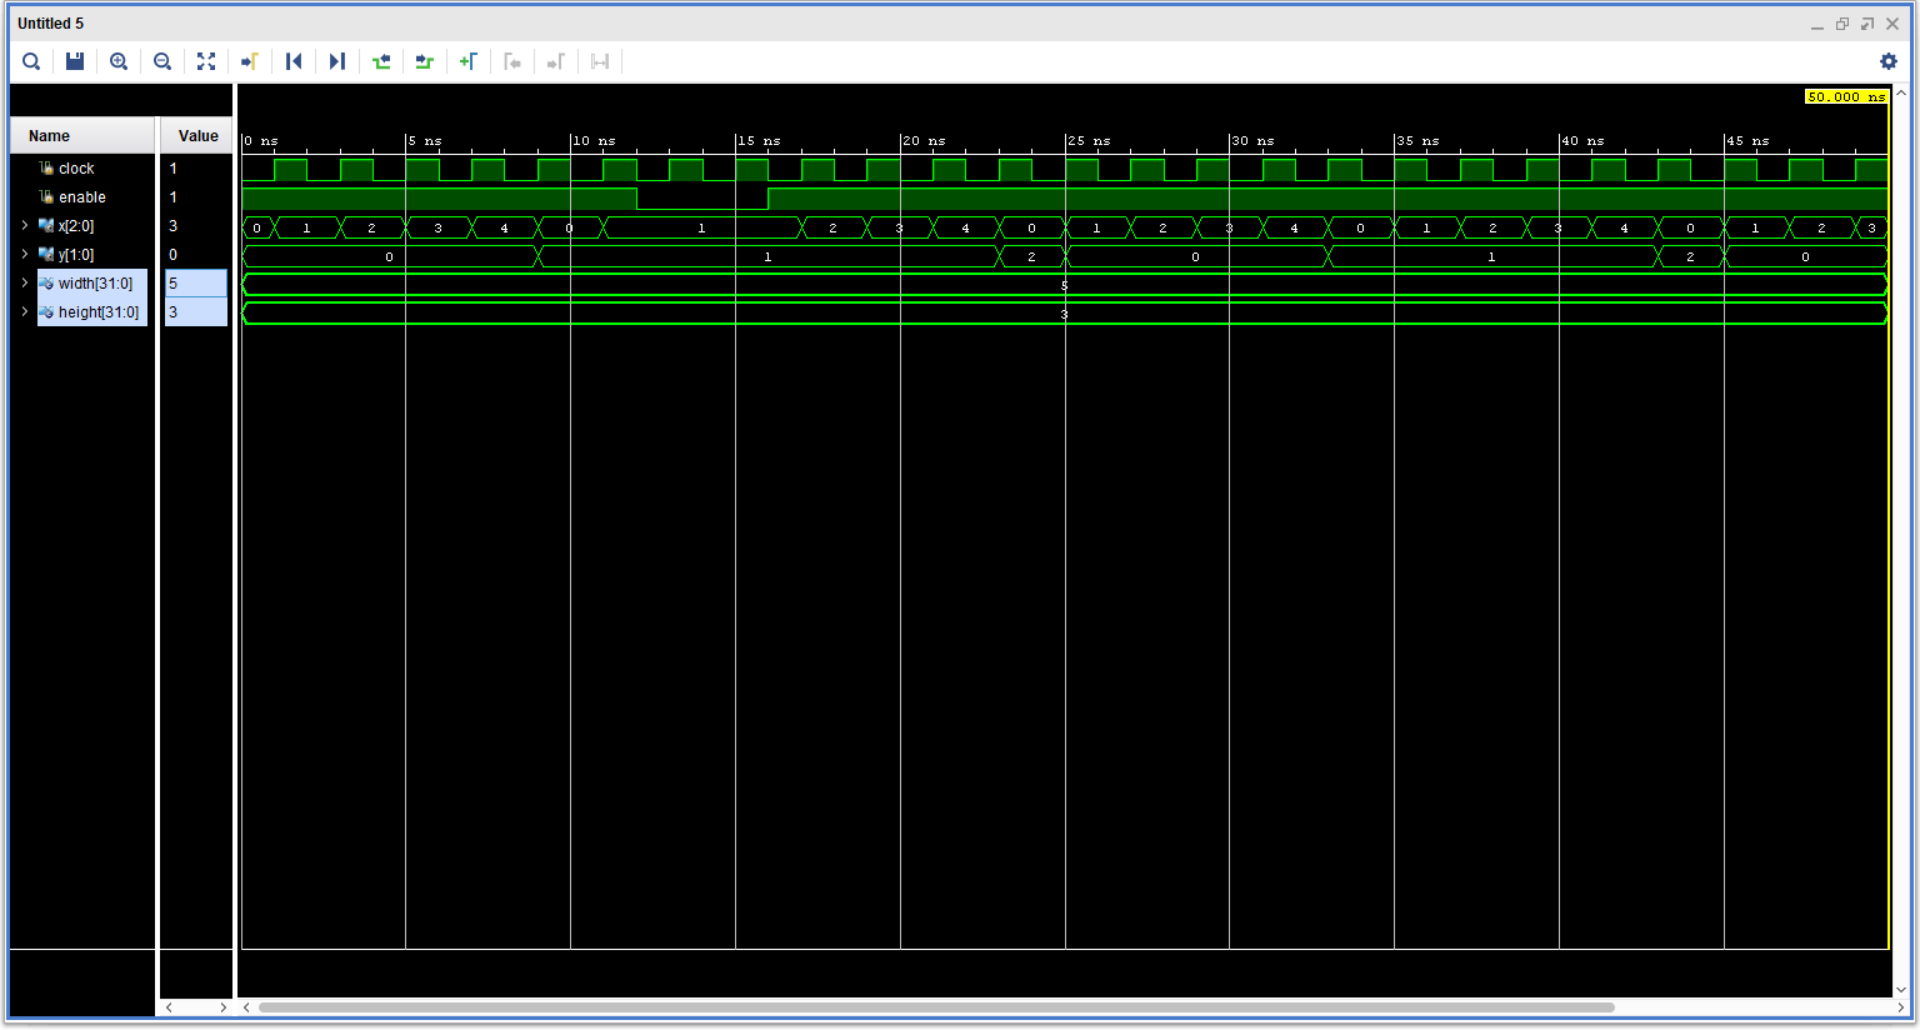 Untitled 5
50.000 ns
Name Value
0 ns 5 ns 10 ns 15 ns 20 ns 25 ns 30 ns 35 ns 40 ns 45 ns
clock 1
enable 1
x[2:0] 3 0 1 2 3 4 0 1 2 3 4 0 1 2 3 4 0 1 2 3 4 0 1 2 3
y[1:0] 0 0 1 2 0 1 2 0
width[31:0] 5 5
height[31:0] 3 3